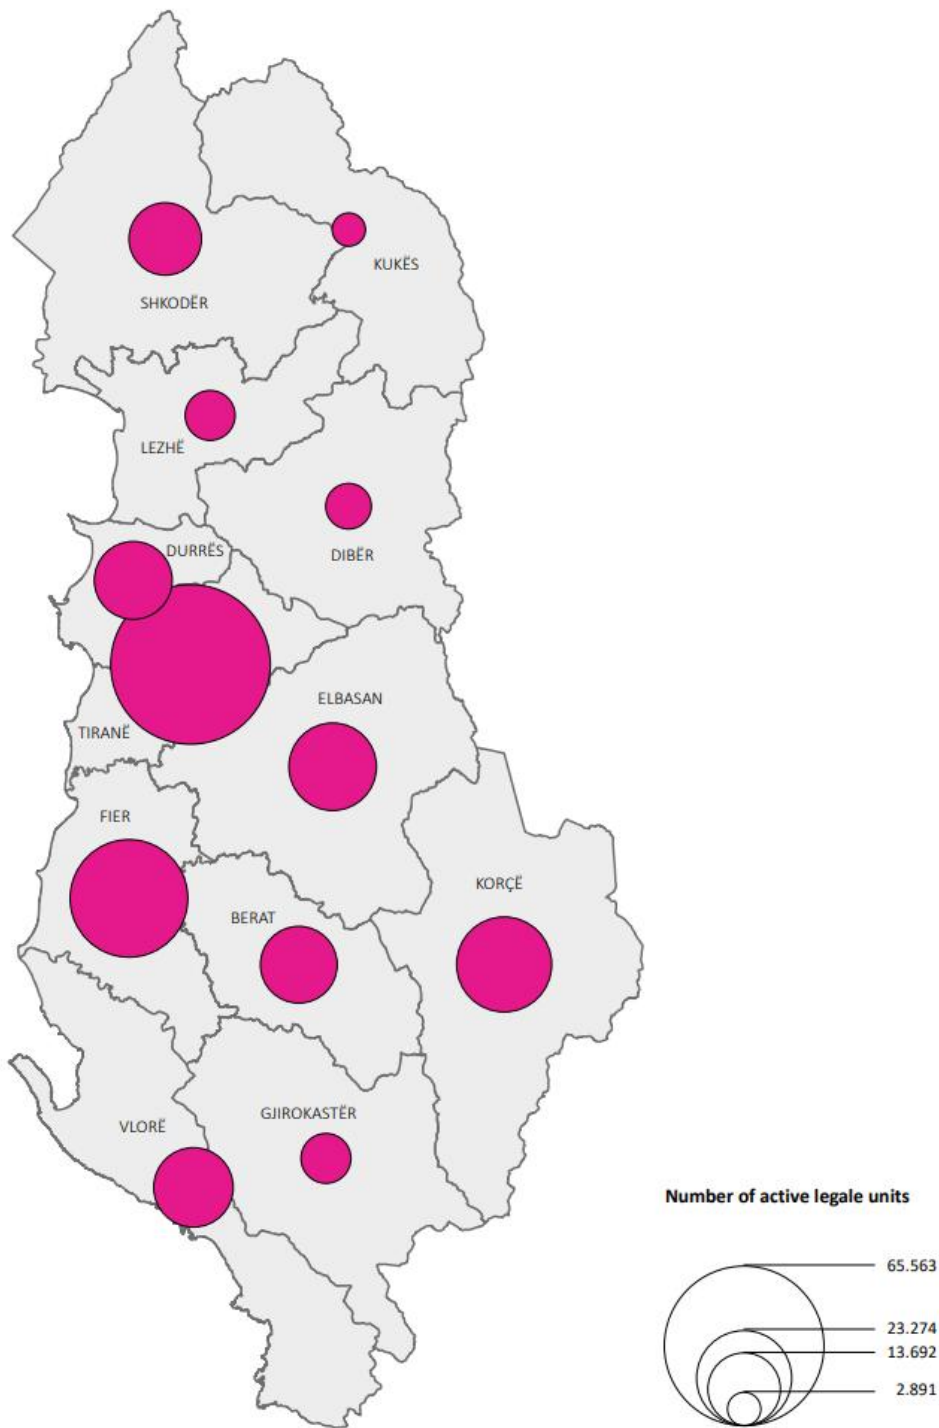 KUKËS
SHKODËR
LEZHË
DURRËS
DIBËR
ELBASAN
TIRANË
FIER
KORÇË
BERAT
GJIROKASTËR
VLORË
Number of active legale units
65.563
23.274
13.692
2.891